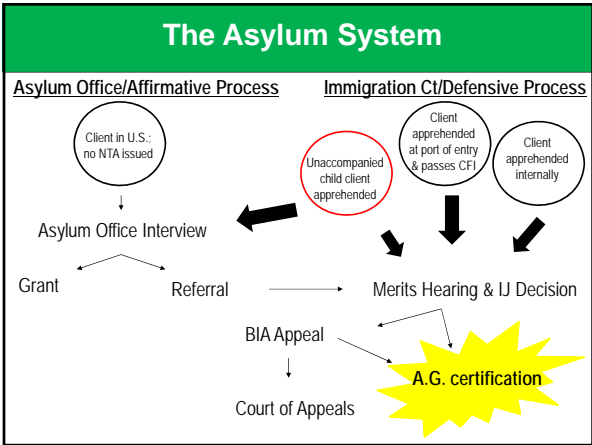 The Asylum System
Asylum Office/Affirmative Process
Immigration Ct/Defensive Process
Client in U.S.;
no NTA issued
Unaccompanied
child client
apprehended
Client
apprehended
at port of entry
& passes CFI
Client
apprehended
internally
Asylum Office Interview
Grant
Referral
Merits Hearing & IJ Decision
BIA Appeal
A.G. certification
Court of Appeals